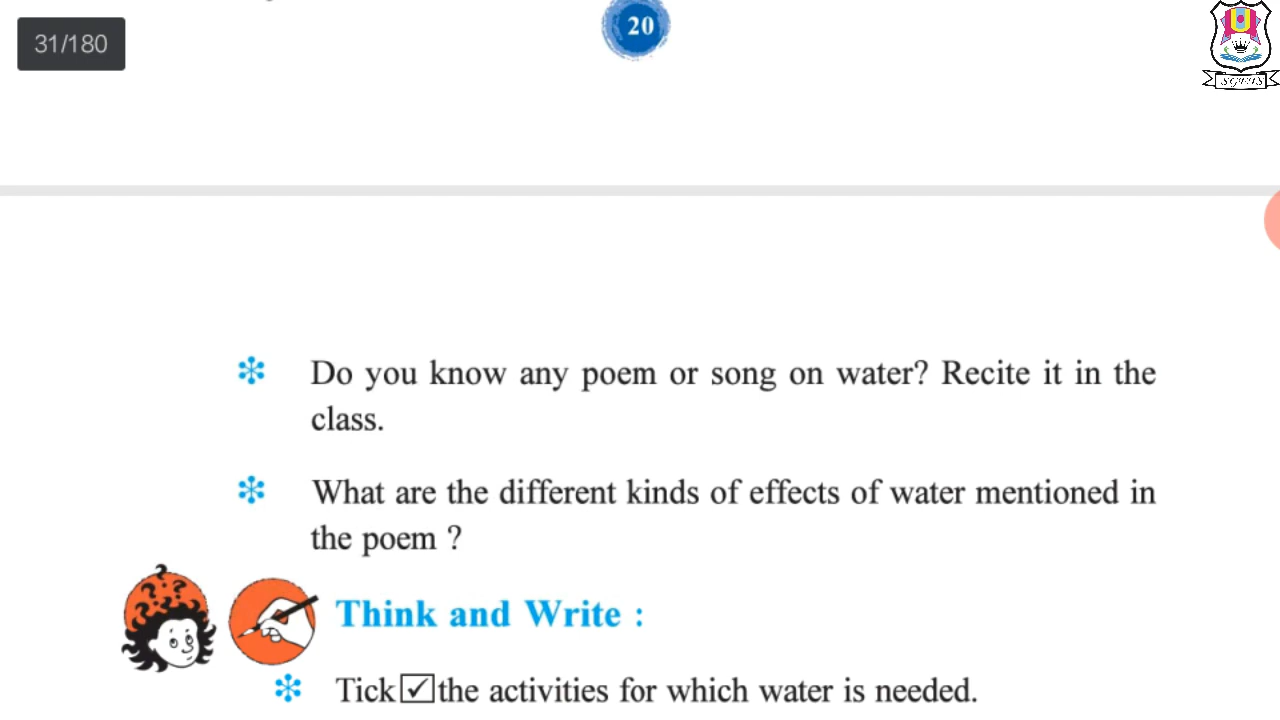 31/180
20
Do you know any poem or song on water? Recite it in the
class.
What are the different kinds of effects of water mentioned in
the poem ?
Think and Write :
Tick ☑ the activities for which water is needed.